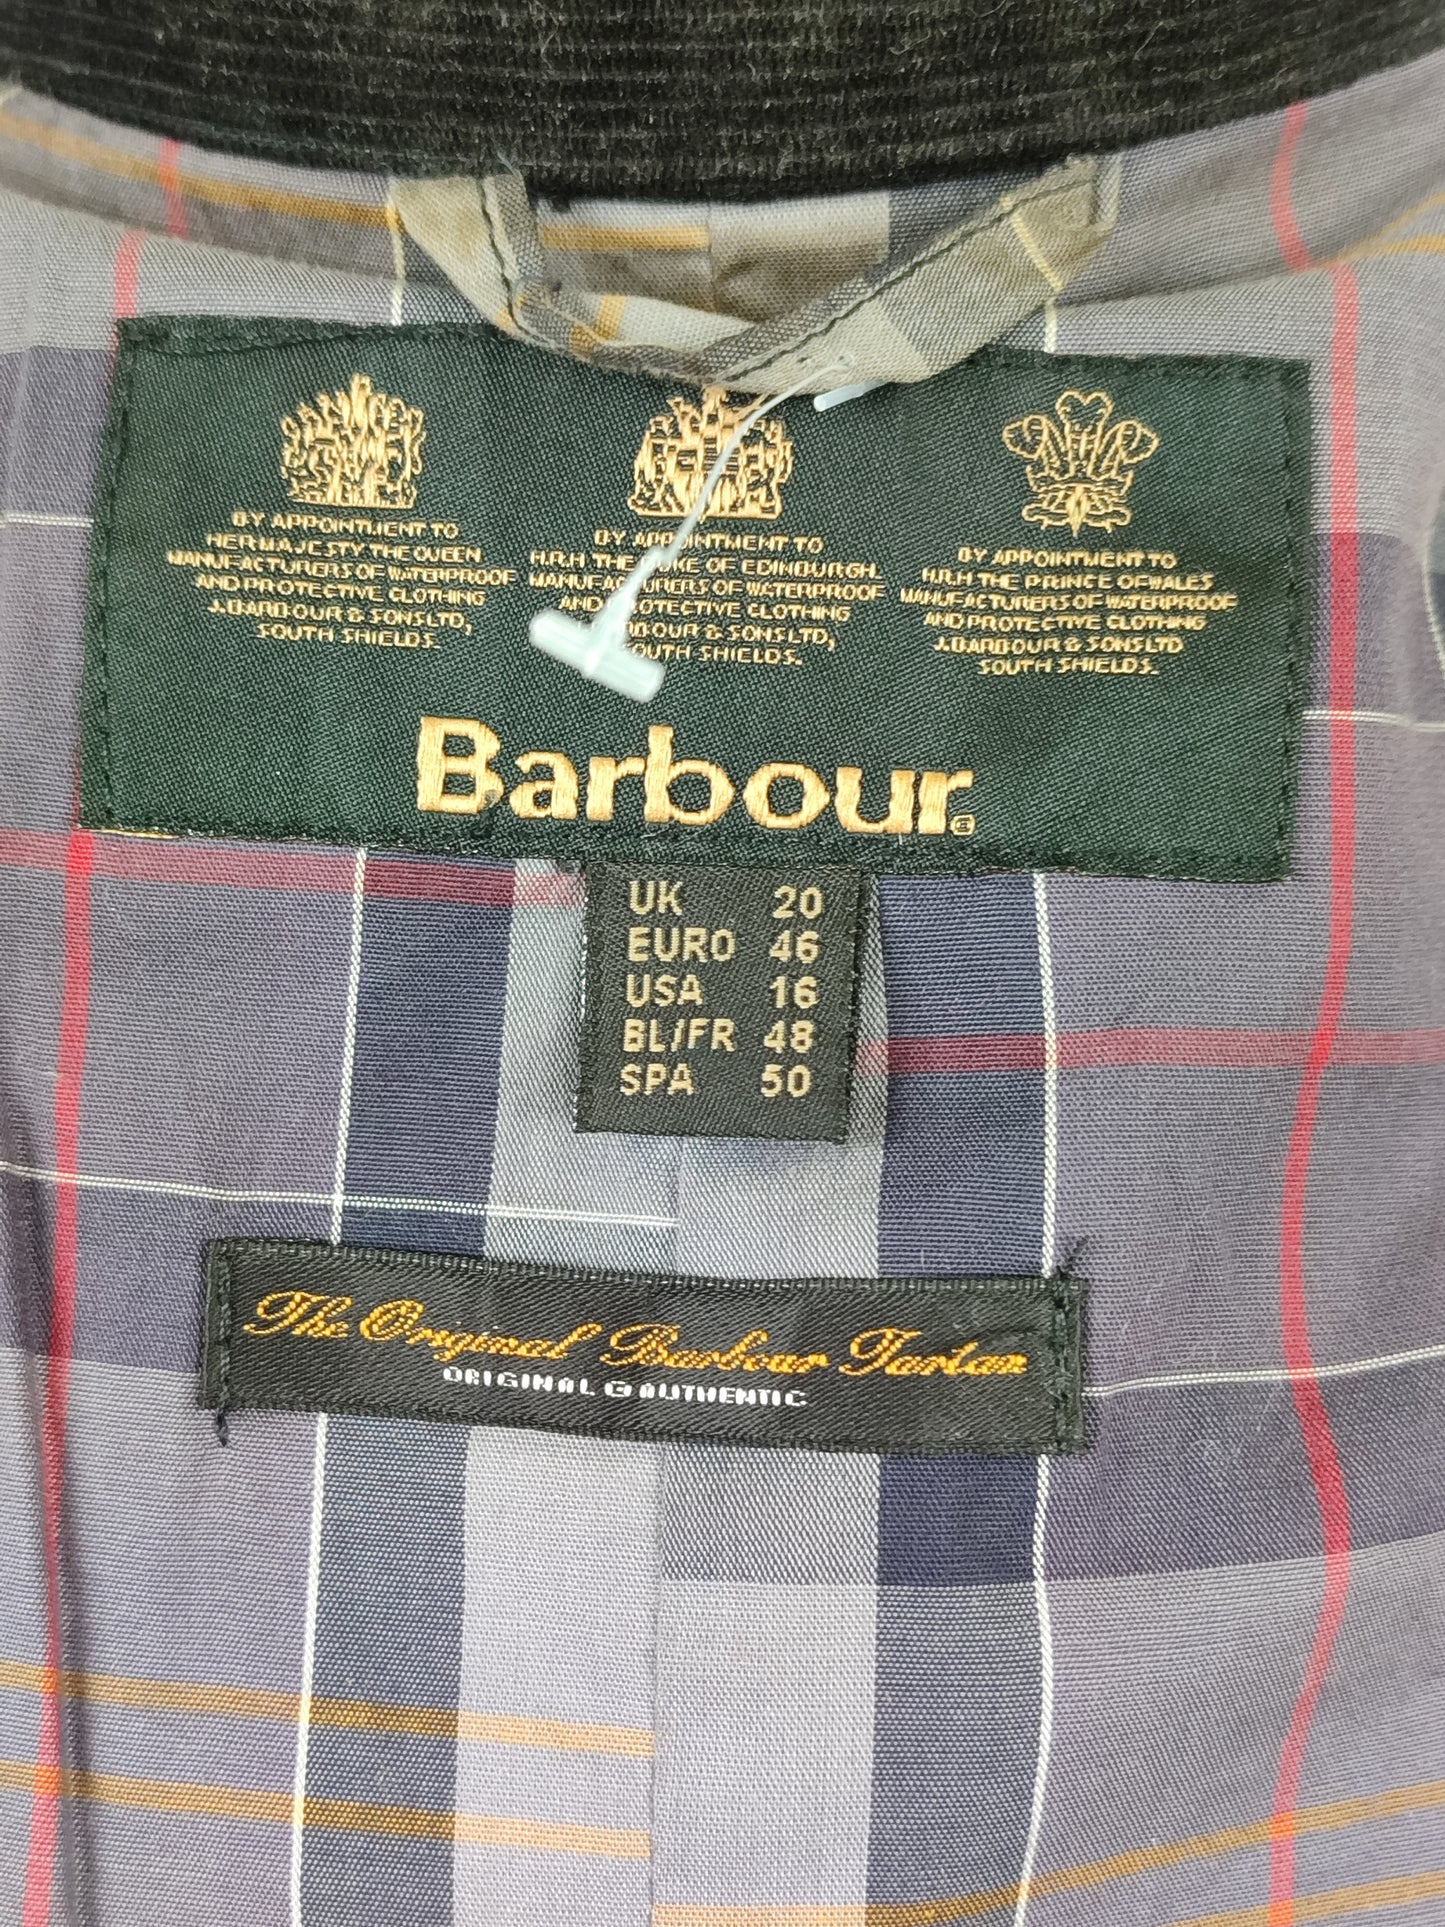 BY APPOINTMENT TO
HER MAJESTY THE QUEEN
MANUFACTURERS OF WATERPROOF
AND PROTECTIVE CLOTHING
J.BARBOUR & SONS LTD,
SOUTH SHIELDS.
BY APPOINTMENT TO
H.R.H THE DUKE OF EDINBURGH.
MANUFACTURERS OF WATERPROOF
AND PROTECTIVE CLOTHING
BARBOUR & SONS LTD,
SOUTH SHIELDS.
BY APPOINTMENT TO
H.R.H THE PRINCE OF WALES
MANUFACTURERS OF WATERPROOF
AND PROTECTIVE CLOTHING
J.BARBOUR & SONS LTD
SOUTH SHIELDS.
Barbour
UK 20
EURO 46
USA 16
BL/FR 48
SPA 50
The Original Barbour Tartan
ORIGINAL & AUTHENTIC